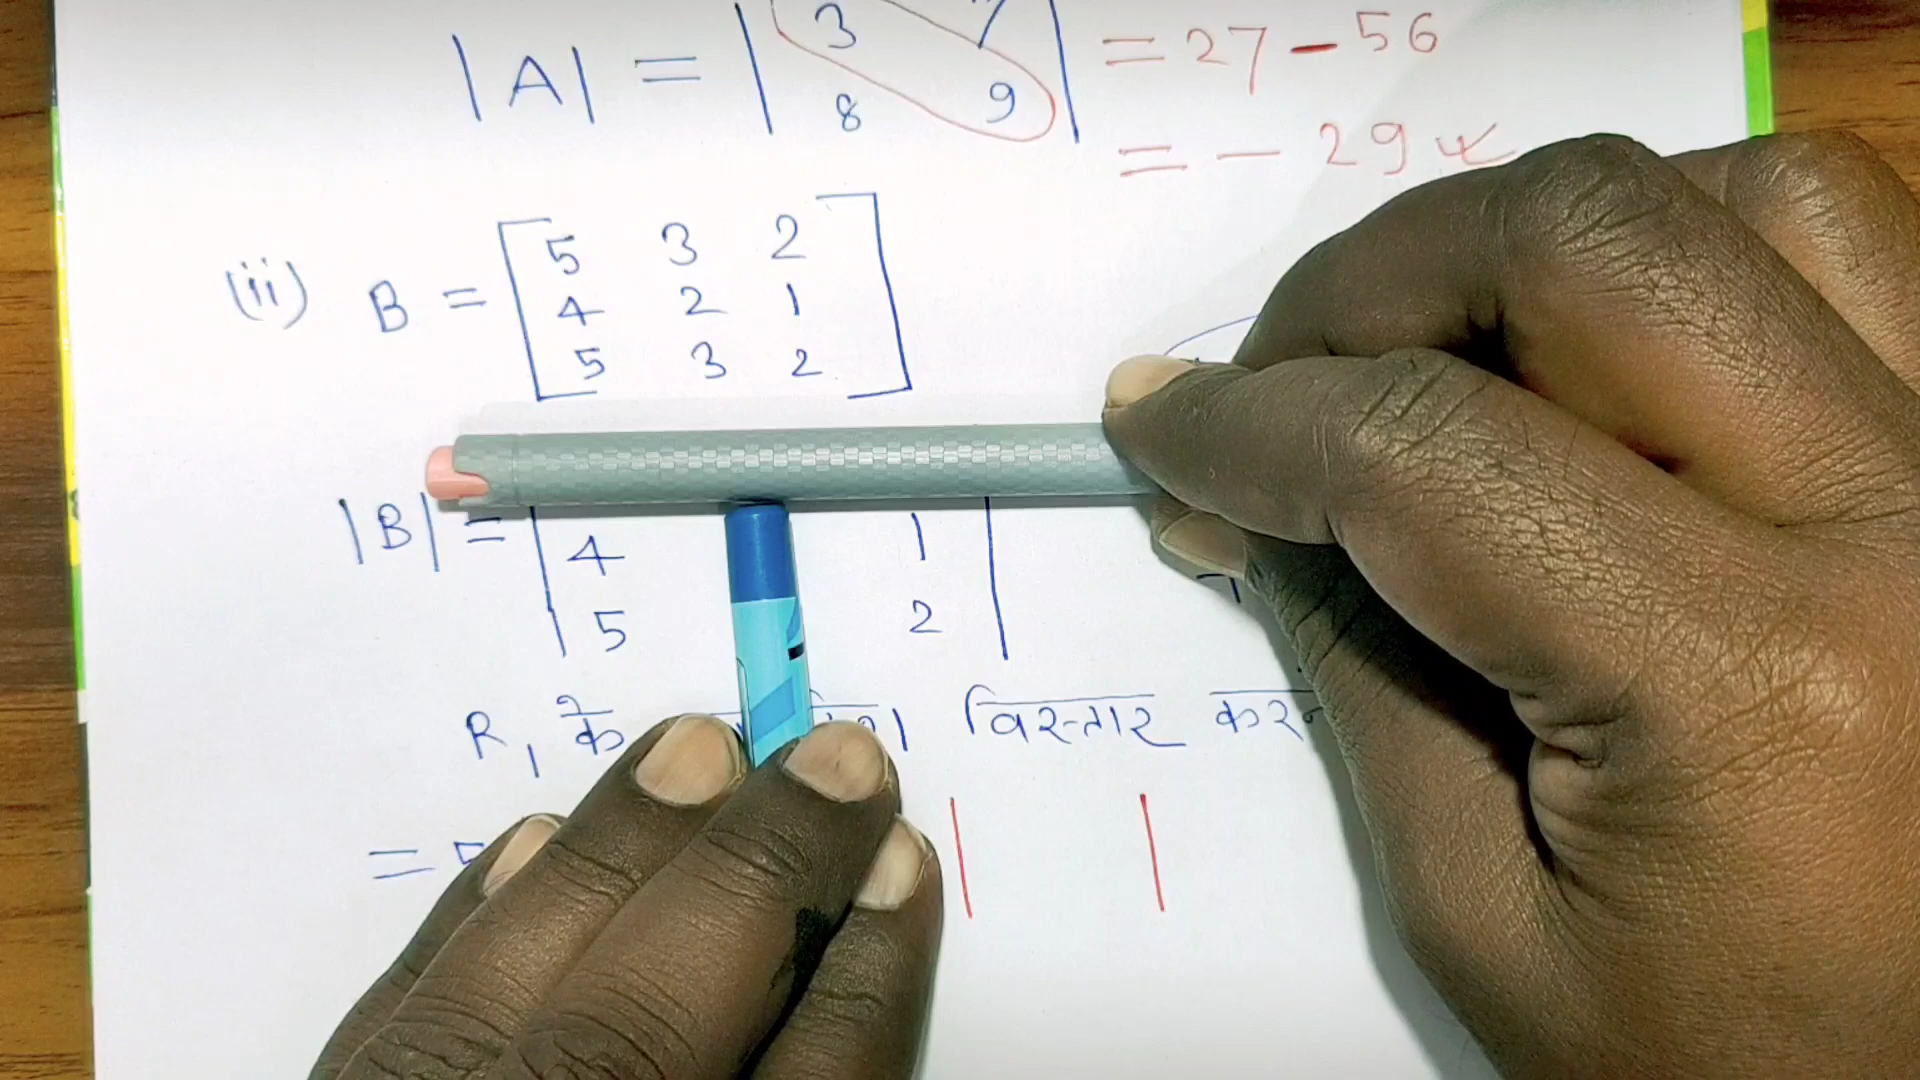 |A| = | 3 7 | = 27 - 56
8 9
= - 29
(ii) B = [ 5 3 2
4 2 1
5 3 2 ]
|B| =
4 1
5 2
R₁ के विस्तार
=